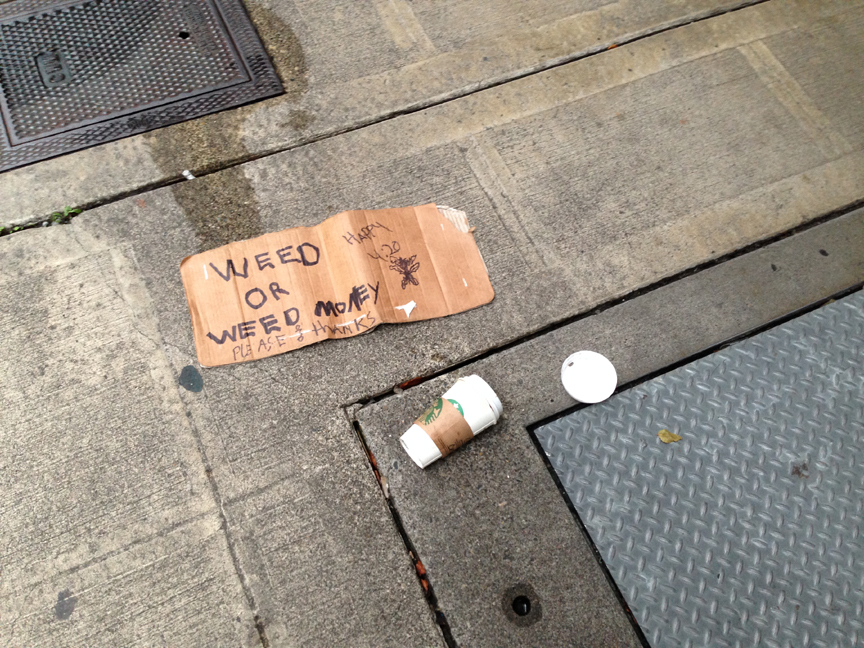 WEED
OR
WEED MONEY
PLEASE & THANKS
HAPPY
4.20